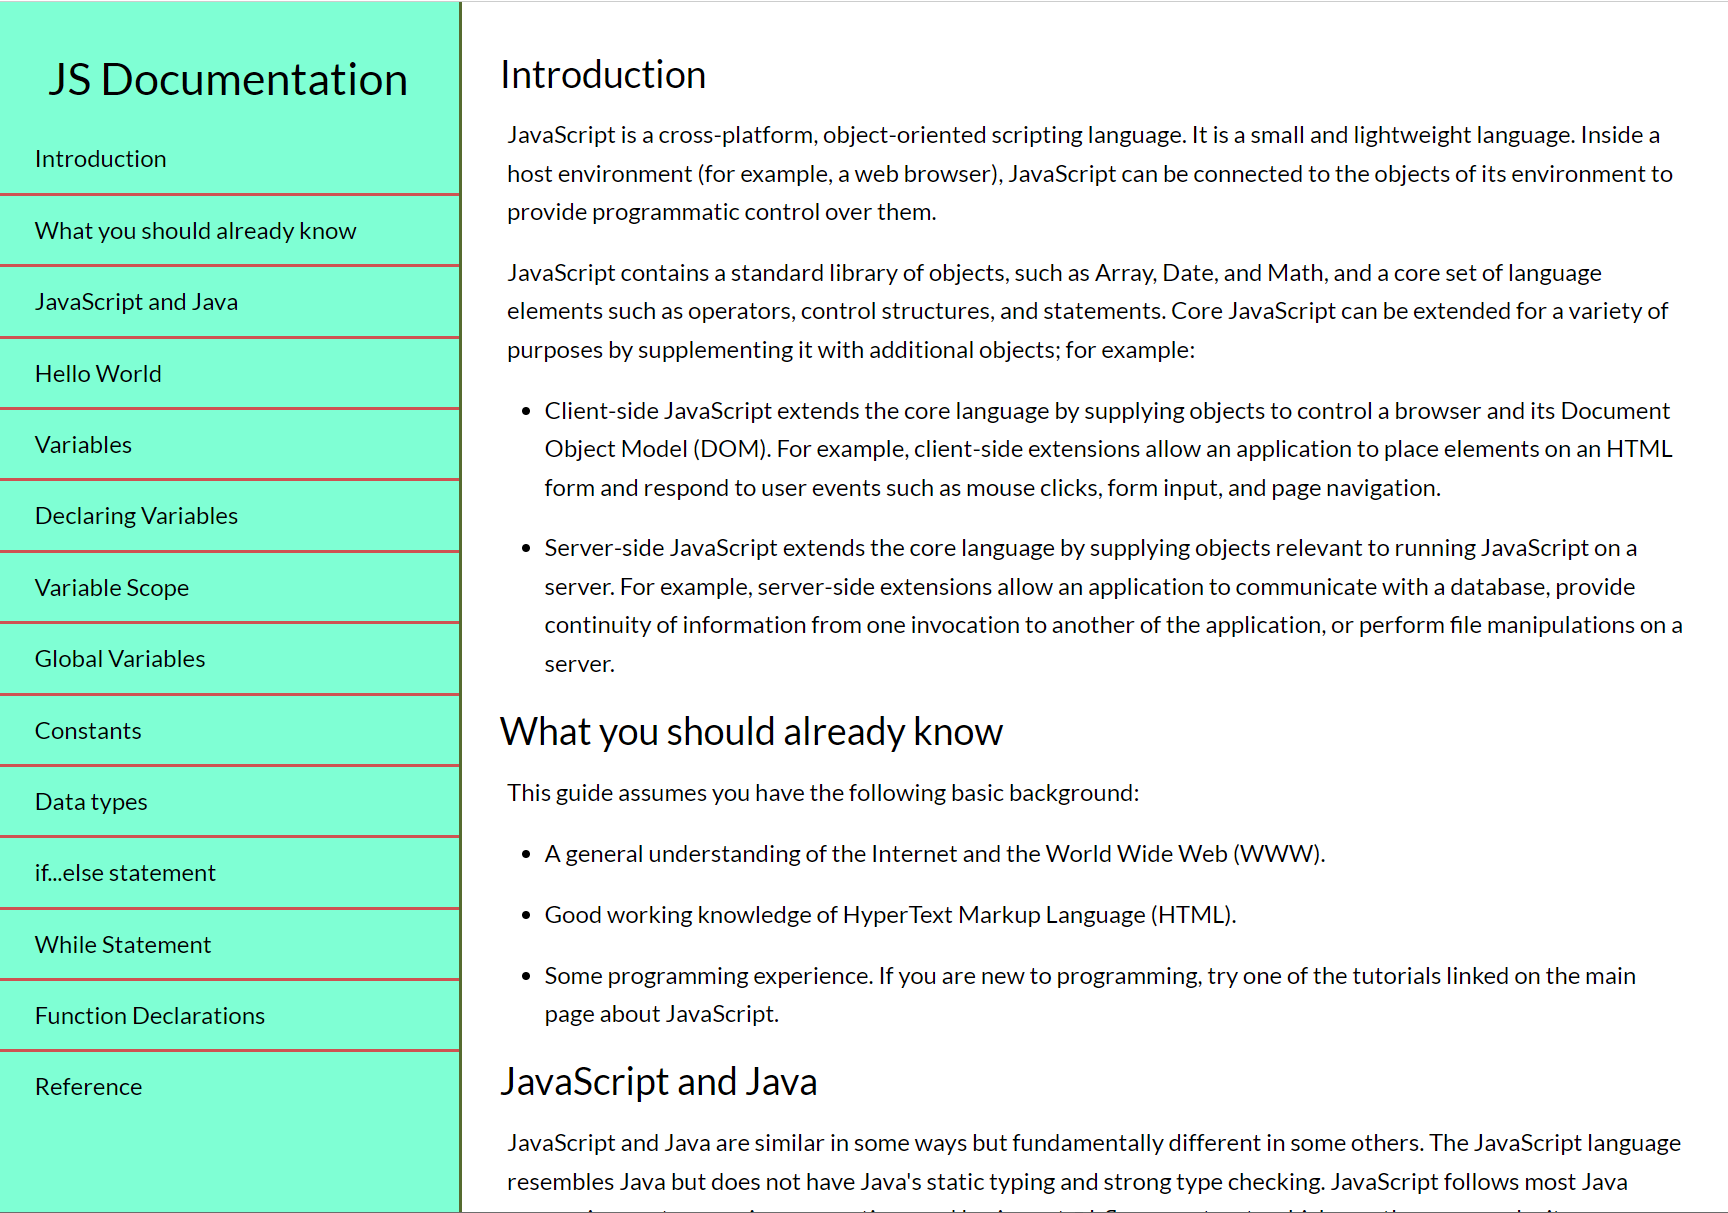 JS Documentation
Introduction
What you should already know
JavaScript and Java
Hello World
Variables
Declaring Variables
Variable Scope
Global Variables
Constants
Data types
if...else statement
While Statement
Function Declarations
Reference
Introduction
JavaScript is a cross-platform, object-oriented scripting language. It is a small and lightweight language. Inside a
host environment (for example, a web browser), JavaScript can be connected to the objects of its environment to
provide programmatic control over them.
JavaScript contains a standard library of objects, such as Array, Date, and Math, and a core set of language
elements such as operators, control structures, and statements. Core JavaScript can be extended for a variety of
purposes by supplementing it with additional objects; for example:
• Client-side JavaScript extends the core language by supplying objects to control a browser and its Document
Object Model (DOM). For example, client-side extensions allow an application to place elements on an HTML
form and respond to user events such as mouse clicks, form input, and page navigation.
• Server-side JavaScript extends the core language by supplying objects relevant to running JavaScript on a
server. For example, server-side extensions allow an application to communicate with a database, provide
continuity of information from one invocation to another of the application, or perform file manipulations on a
server.
What you should already know
This guide assumes you have the following basic background:
• A general understanding of the Internet and the World Wide Web (WWW).
• Good working knowledge of HyperText Markup Language (HTML).
• Some programming experience. If you are new to programming, try one of the tutorials linked on the main
page about JavaScript.
JavaScript and Java
JavaScript and Java are similar in some ways but fundamentally different in some others. The JavaScript language
resembles Java but does not have Java's static typing and strong type checking. JavaScript follows most Java